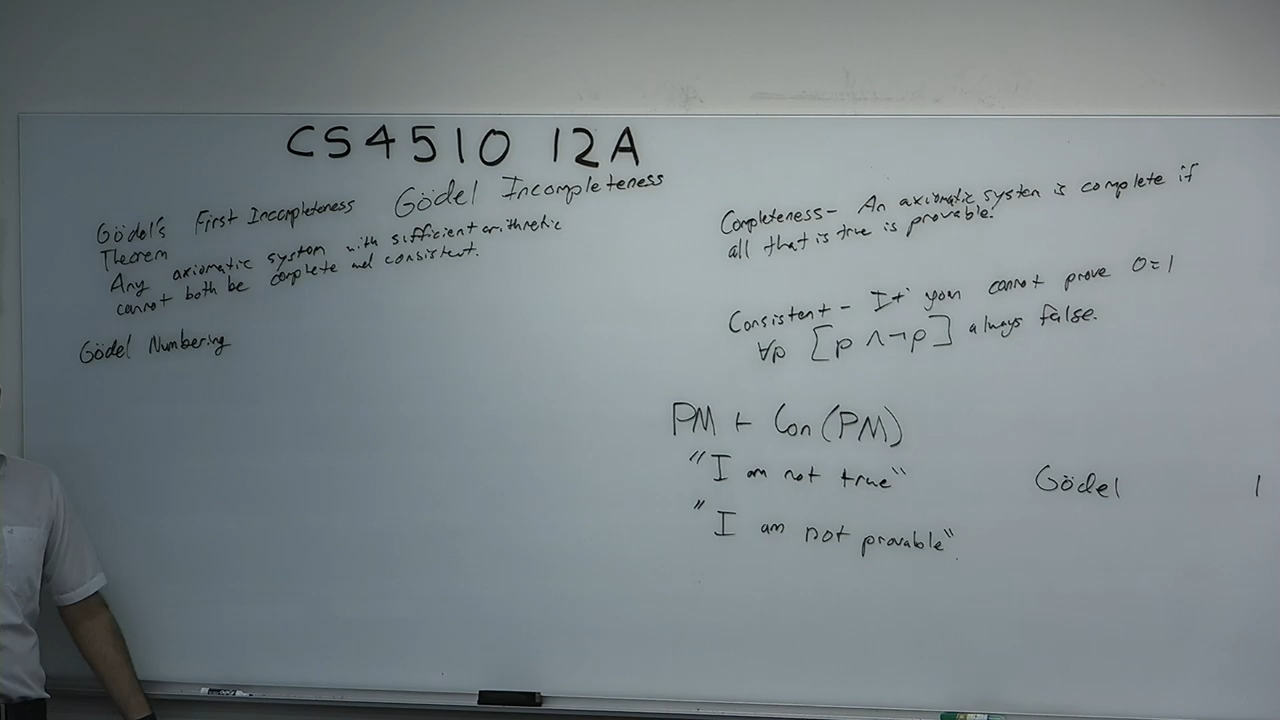 CS4510 12A
Gödel Incompleteness
Gödel's First Incompleteness
Theorem
Any axiomatic system with sufficient arithmetic
cannot both be complete and consistent.
Gödel Numbering
Completeness- An axiomatic system is complete if
all that is true is provable.
Consistent - If you cannot prove 0=1
∀p [p ∧ ¬p] always false.
PM + Con(PM)
"I am not true"
Gödel 1
"I am not provable"